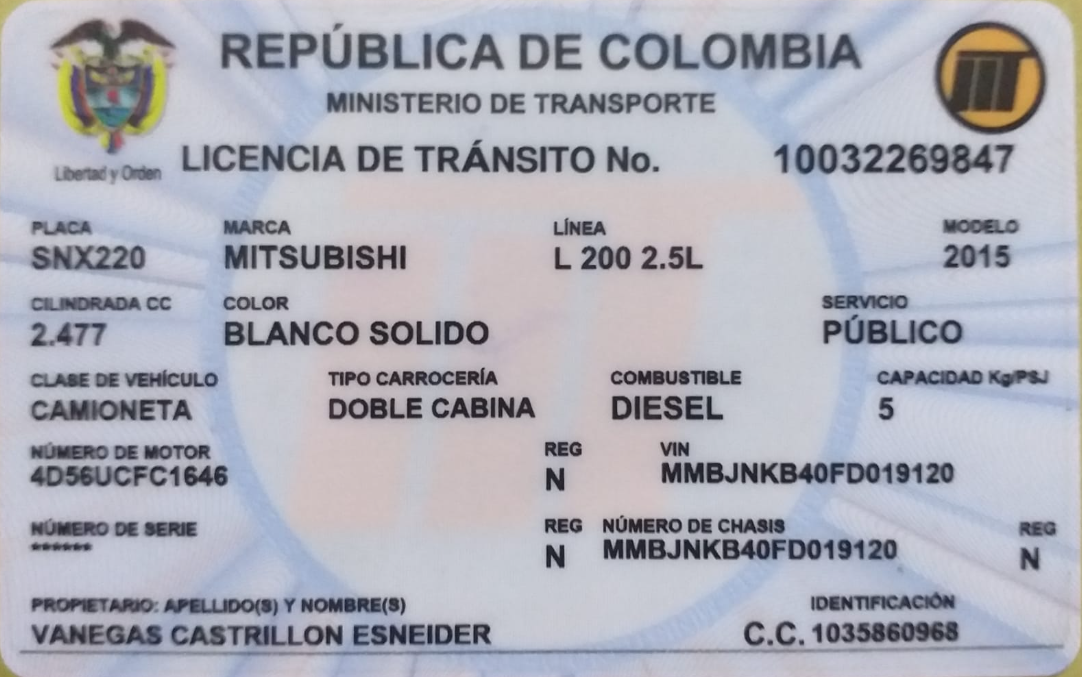 REPÚBLICA DE COLOMBIA
MINISTERIO DE TRANSPORTE
Libertad y Orden
LICENCIA DE TRÁNSITO No. 10032269847
PLACA MARCA LÍNEA MODELO
SNX220 MITSUBISHI L 200 2.5L 2015
CILINDRADA CC COLOR SERVICIO
2.477 BLANCO SOLIDO PÚBLICO
CLASE DE VEHÍCULO TIPO CARROCERÍA COMBUSTIBLE CAPACIDAD Kg/PSJ
CAMIONETA DOBLE CABINA DIESEL 5
NÚMERO DE MOTOR REG VIN
4D56UCFC1646 N MMBJNKB40FD019120
NÚMERO DE SERIE REG NÚMERO DE CHASIS REG
****** N MMBJNKB40FD019120 N
PROPIETARIO: APELLIDO(S) Y NOMBRE(S) IDENTIFICACIÓN
VANEGAS CASTRILLON ESNEIDER C.C. 1035860968